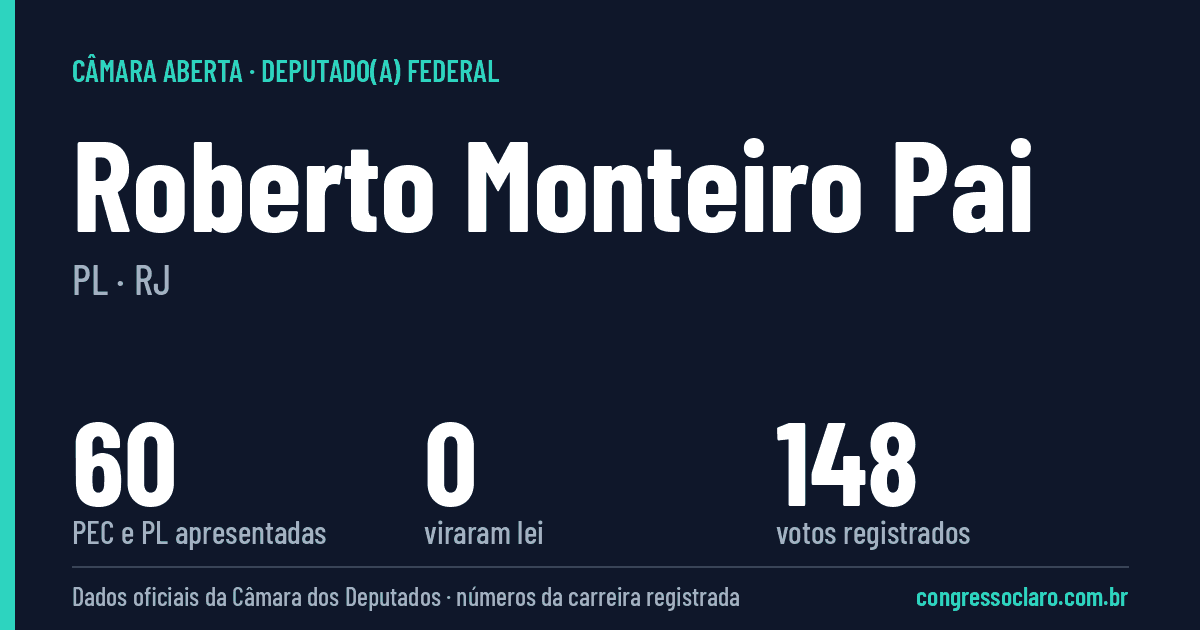 CÂMARA ABERTA · DEPUTADO(A) FEDERAL
Roberto Monteiro Pai
PL · RJ
60 0 148
PEC e PL apresentadas viraram lei votos registrados
Dados oficiais da Câmara dos Deputados · números da carreira registrada congressoclaro.com.br